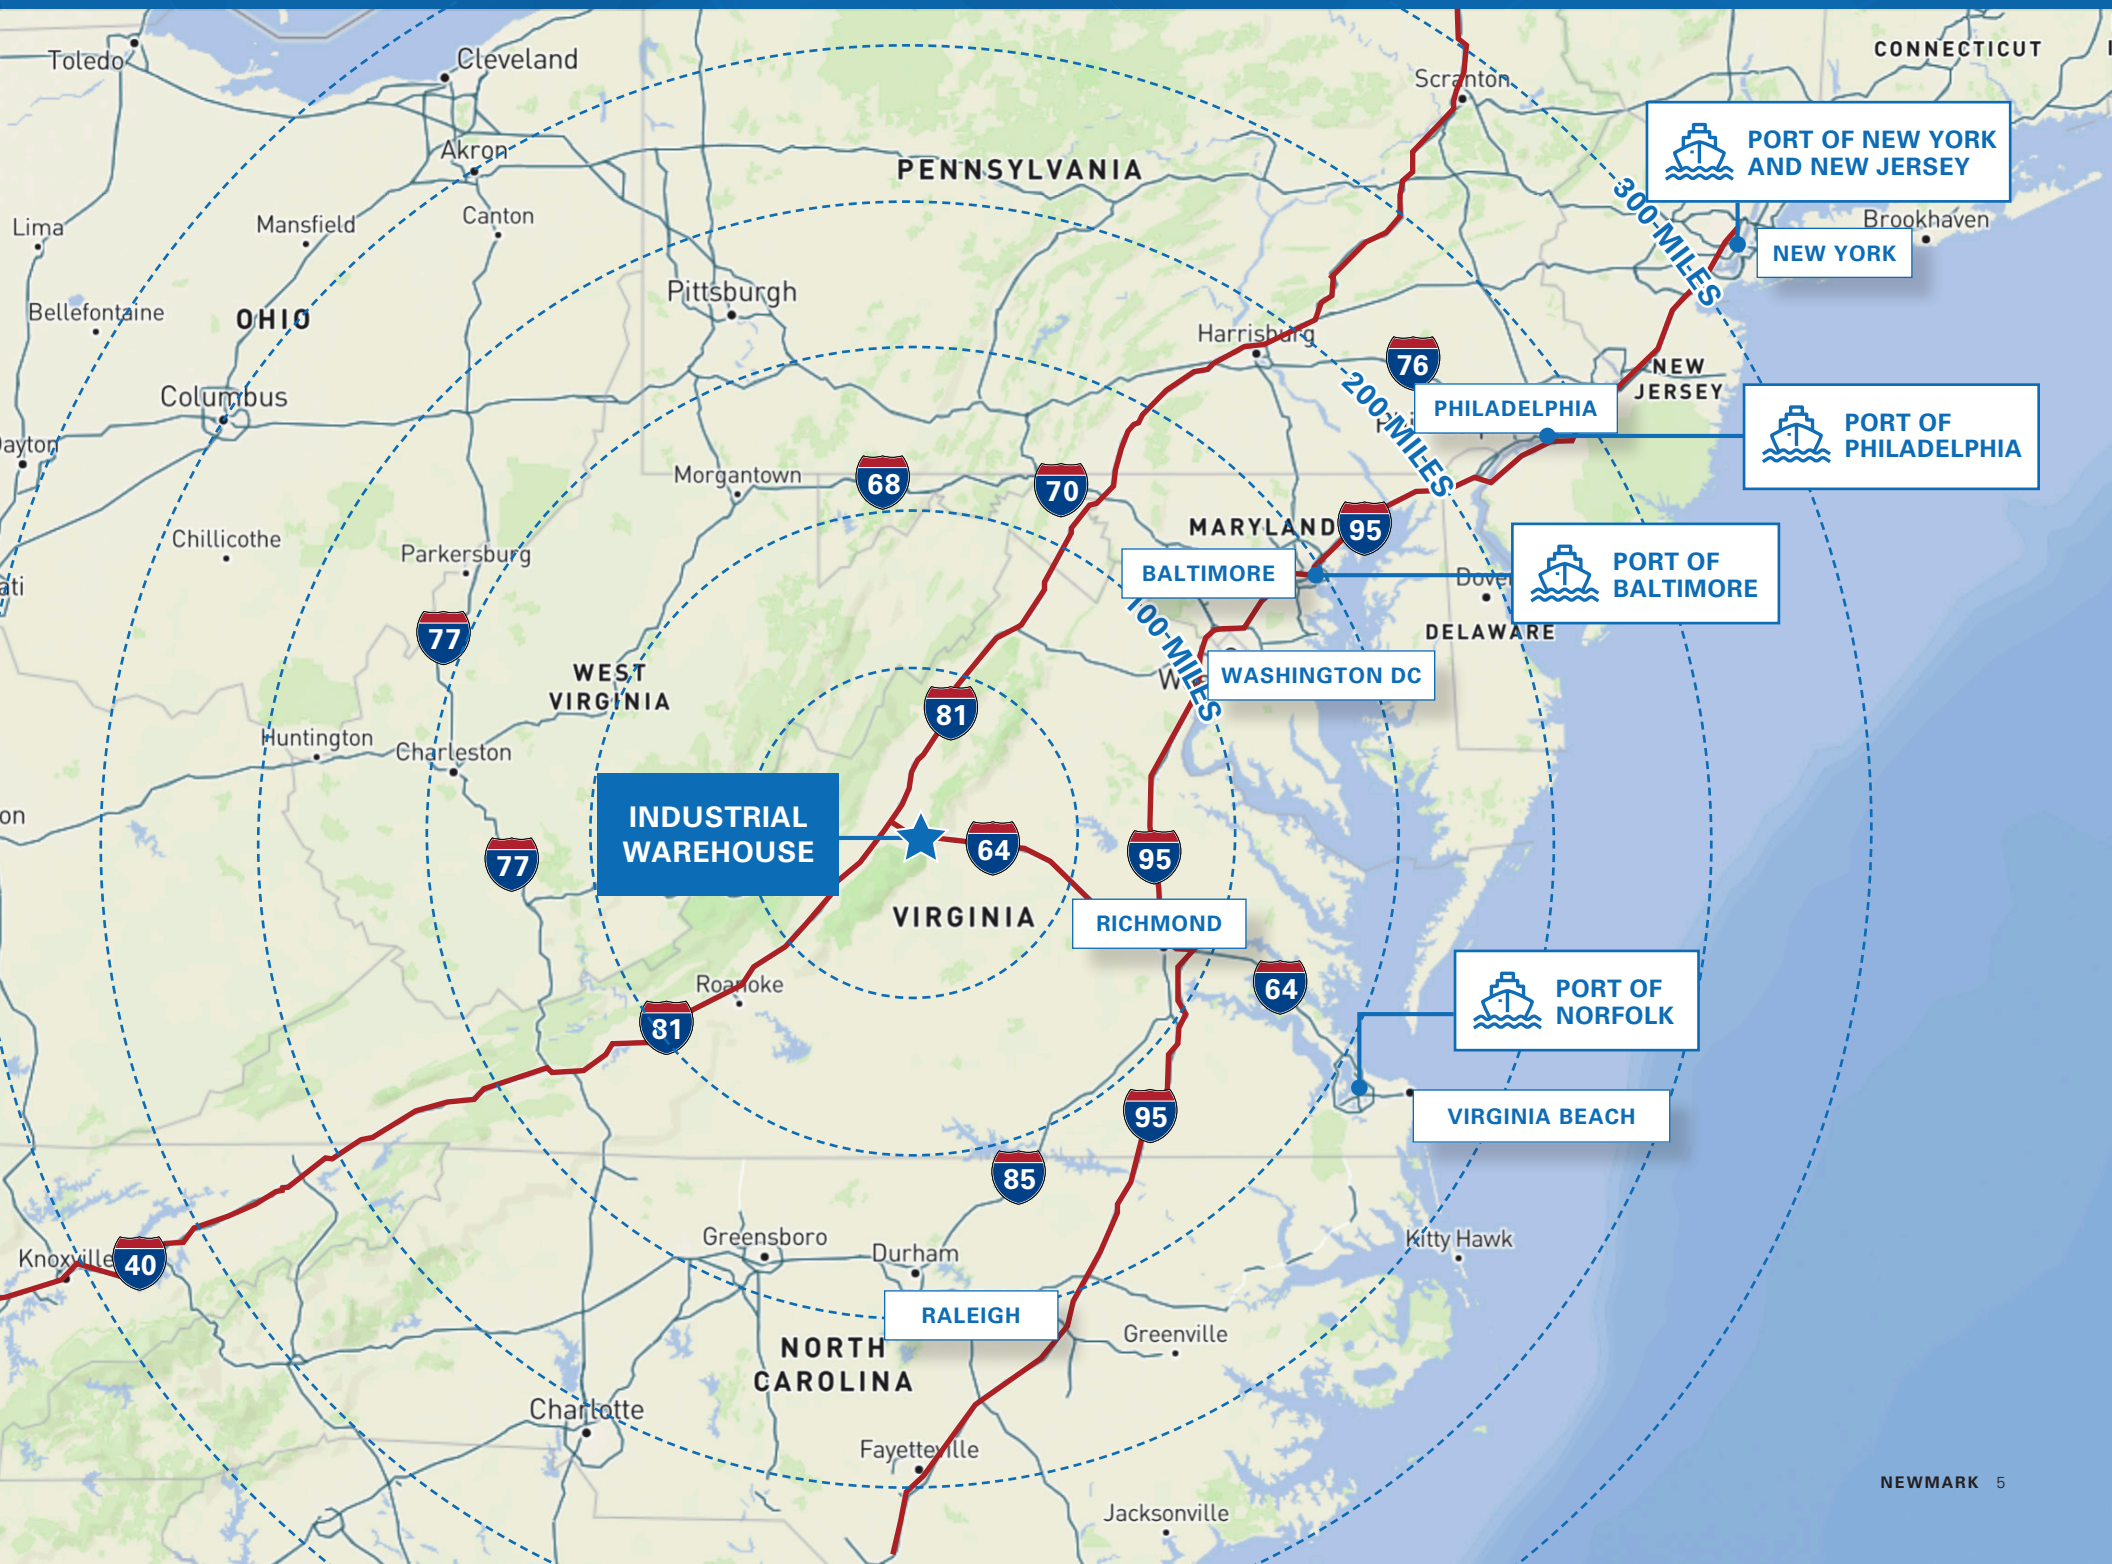 Toledo
Cleveland
Scranton
CONNECTICUT
Akron
PENNSYLVANIA
PORT OF NEW YORK
AND NEW JERSEY
Lima
Mansfield
Canton
300 MILES
Brookhaven
NEW YORK
Bellefontaine
OHIO
Pittsburgh
Harrisburg
76
NEW
JERSEY
Columbus
200 MILES
PHILADELPHIA
PORT OF
PHILADELPHIA
Dayton
Morgantown
68
70
MARYLAND
95
Chillicothe
Parkersburg
BALTIMORE
PORT OF
BALTIMORE
Dover
100 MILES
DELAWARE
77
WEST
VIRGINIA
WASHINGTON DC
81
Huntington
Charleston
INDUSTRIAL
WAREHOUSE
64
95
77
VIRGINIA
RICHMOND
Roanoke
64
PORT OF
NORFOLK
81
95
VIRGINIA BEACH
85
Knoxville
40
Greensboro
Durham
Kitty Hawk
RALEIGH
NORTH
CAROLINA
Greenville
Charlotte
Fayetteville
Jacksonville
NEWMARK 5